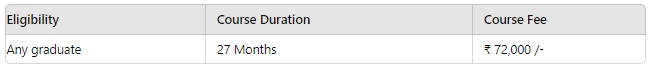 Eligibility Course Duration Course Fee
Any graduate 27 Months ₹ 72,000 /-